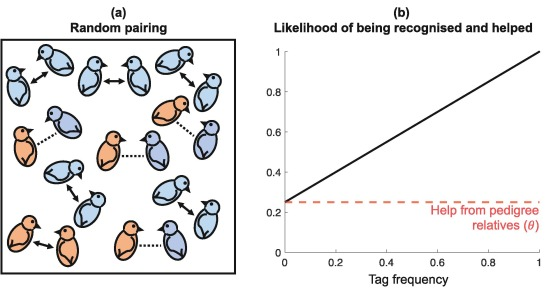 (a)
Random pairing
(b)
Likelihood of being recognised and helped
1
0.8
0.6
0.4
0.2
0
Help from pedigree
relatives (θ)
0 0.2 0.4 0.6 0.8 1
Tag frequency